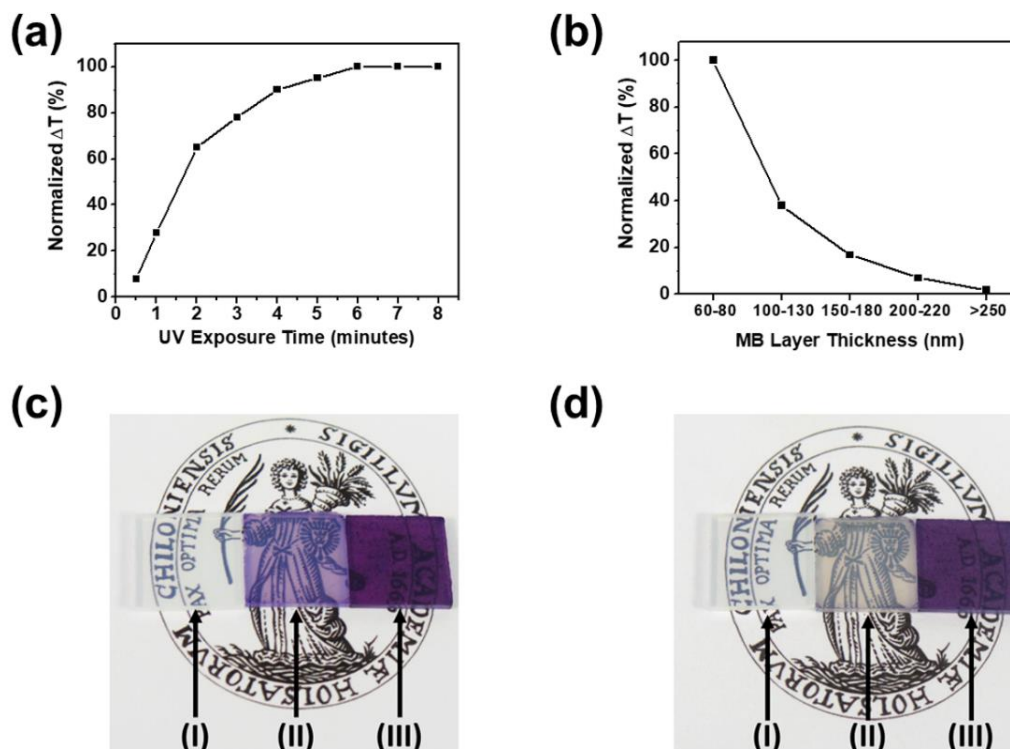 (a)
Normalized ΔT (%)
100
80
60
40
20
0
0 1 2 3 4 5 6 7 8
UV Exposure Time (minutes)
(b)
Normalized ΔT (%)
100
80
60
40
20
0
60-80 100-130 150-180 200-220 >250
MB Layer Thickness (nm)
(c)
SIGILLVM
ACADEMIÆ HOLSATORVM
CHILONIENSIS
PAX OPTIMA RERUM
A.D. 1665
(I) (II) (III)
(d)
SIGILLVM
ACADEMIÆ HOLSATORVM
CHILONIENSIS
OPTIMA RERUM
A.D. 1665
(I) (II) (III)